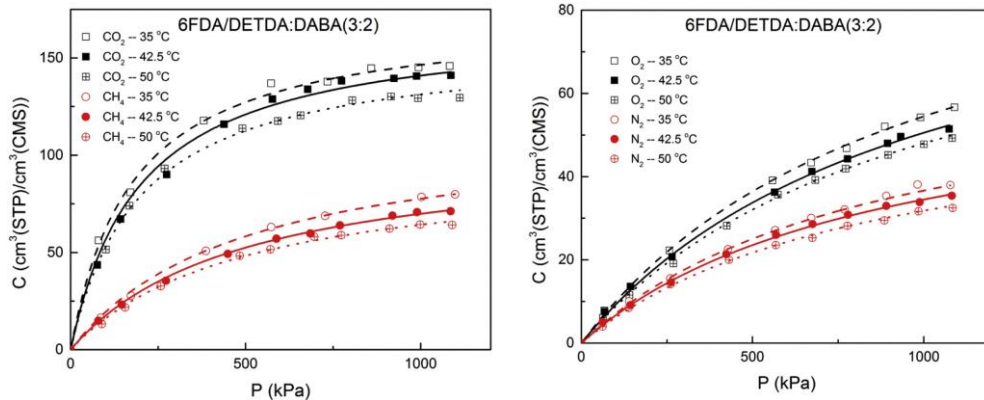 6FDA/DETDA:DABA(3:2)
CO₂ -- 35 °C
CO₂ -- 42.5 °C
CO₂ -- 50 °C
CH₄ -- 35 °C
CH₄ -- 42.5 °C
CH₄ -- 50 °C
150
100
50
0
0
500
1000
C (cm³(STP)/cm³(CMS))
P (kPa)
6FDA/DETDA:DABA(3:2)
O₂ -- 35 °C
O₂ -- 42.5 °C
O₂ -- 50 °C
N₂ -- 35 °C
N₂ -- 42.5 °C
N₂ -- 50 °C
80
60
40
20
0
0
500
1000
C (cm³(STP)/cm³(CMS))
P (kPa)